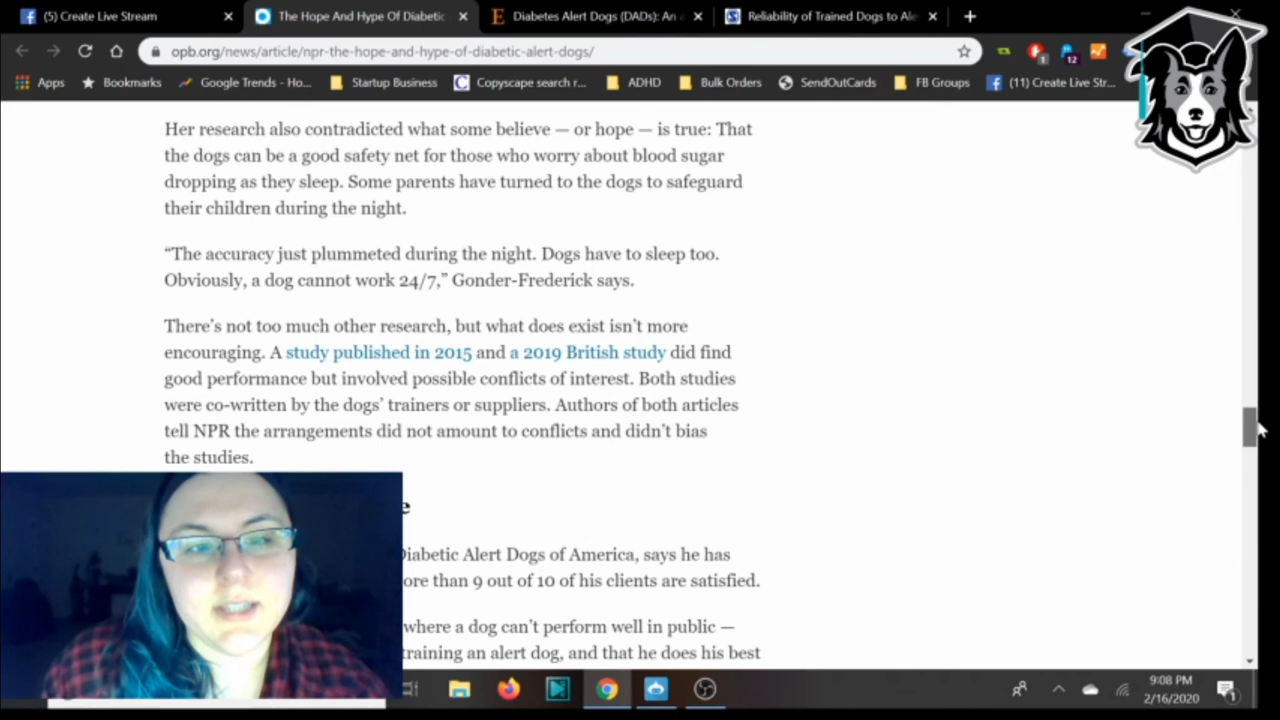 (5) Create Live Stream
The Hope And Hype Of Diabetic
Diabetes Alert Dogs (DADs): An
Reliability of Trained Dogs to Ale
opb.org/news/article/npr-the-hope-and-hype-of-diabetic-alert-dogs/
1
12
Apps
Bookmarks
Google Trends - Ho...
Startup Business
Copyscape search r...
ADHD
Bulk Orders
SendOutCards
FB Groups
(11) Create Live Str...
Her research also contradicted what some believe — or hope — is true: That
the dogs can be a good safety net for those who worry about blood sugar
dropping as they sleep. Some parents have turned to the dogs to safeguard
their children during the night.
“The accuracy just plummeted during the night. Dogs have to sleep too.
Obviously, a dog cannot work 24/7,” Gonder-Frederick says.
There’s not too much other research, but what does exist isn’t more
encouraging. A study published in 2015 and a 2019 British study did find
good performance but involved possible conflicts of interest. Both studies
were co-written by the dogs’ trainers or suppliers. Authors of both articles
tell NPR the arrangements did not amount to conflicts and didn’t bias
the studies.
e
Diabetic Alert Dogs of America, says he has
ore than 9 out of 10 of his clients are satisfied.
where a dog can’t perform well in public —
training an alert dog, and that he does his best
9:08 PM
2/16/2020
1